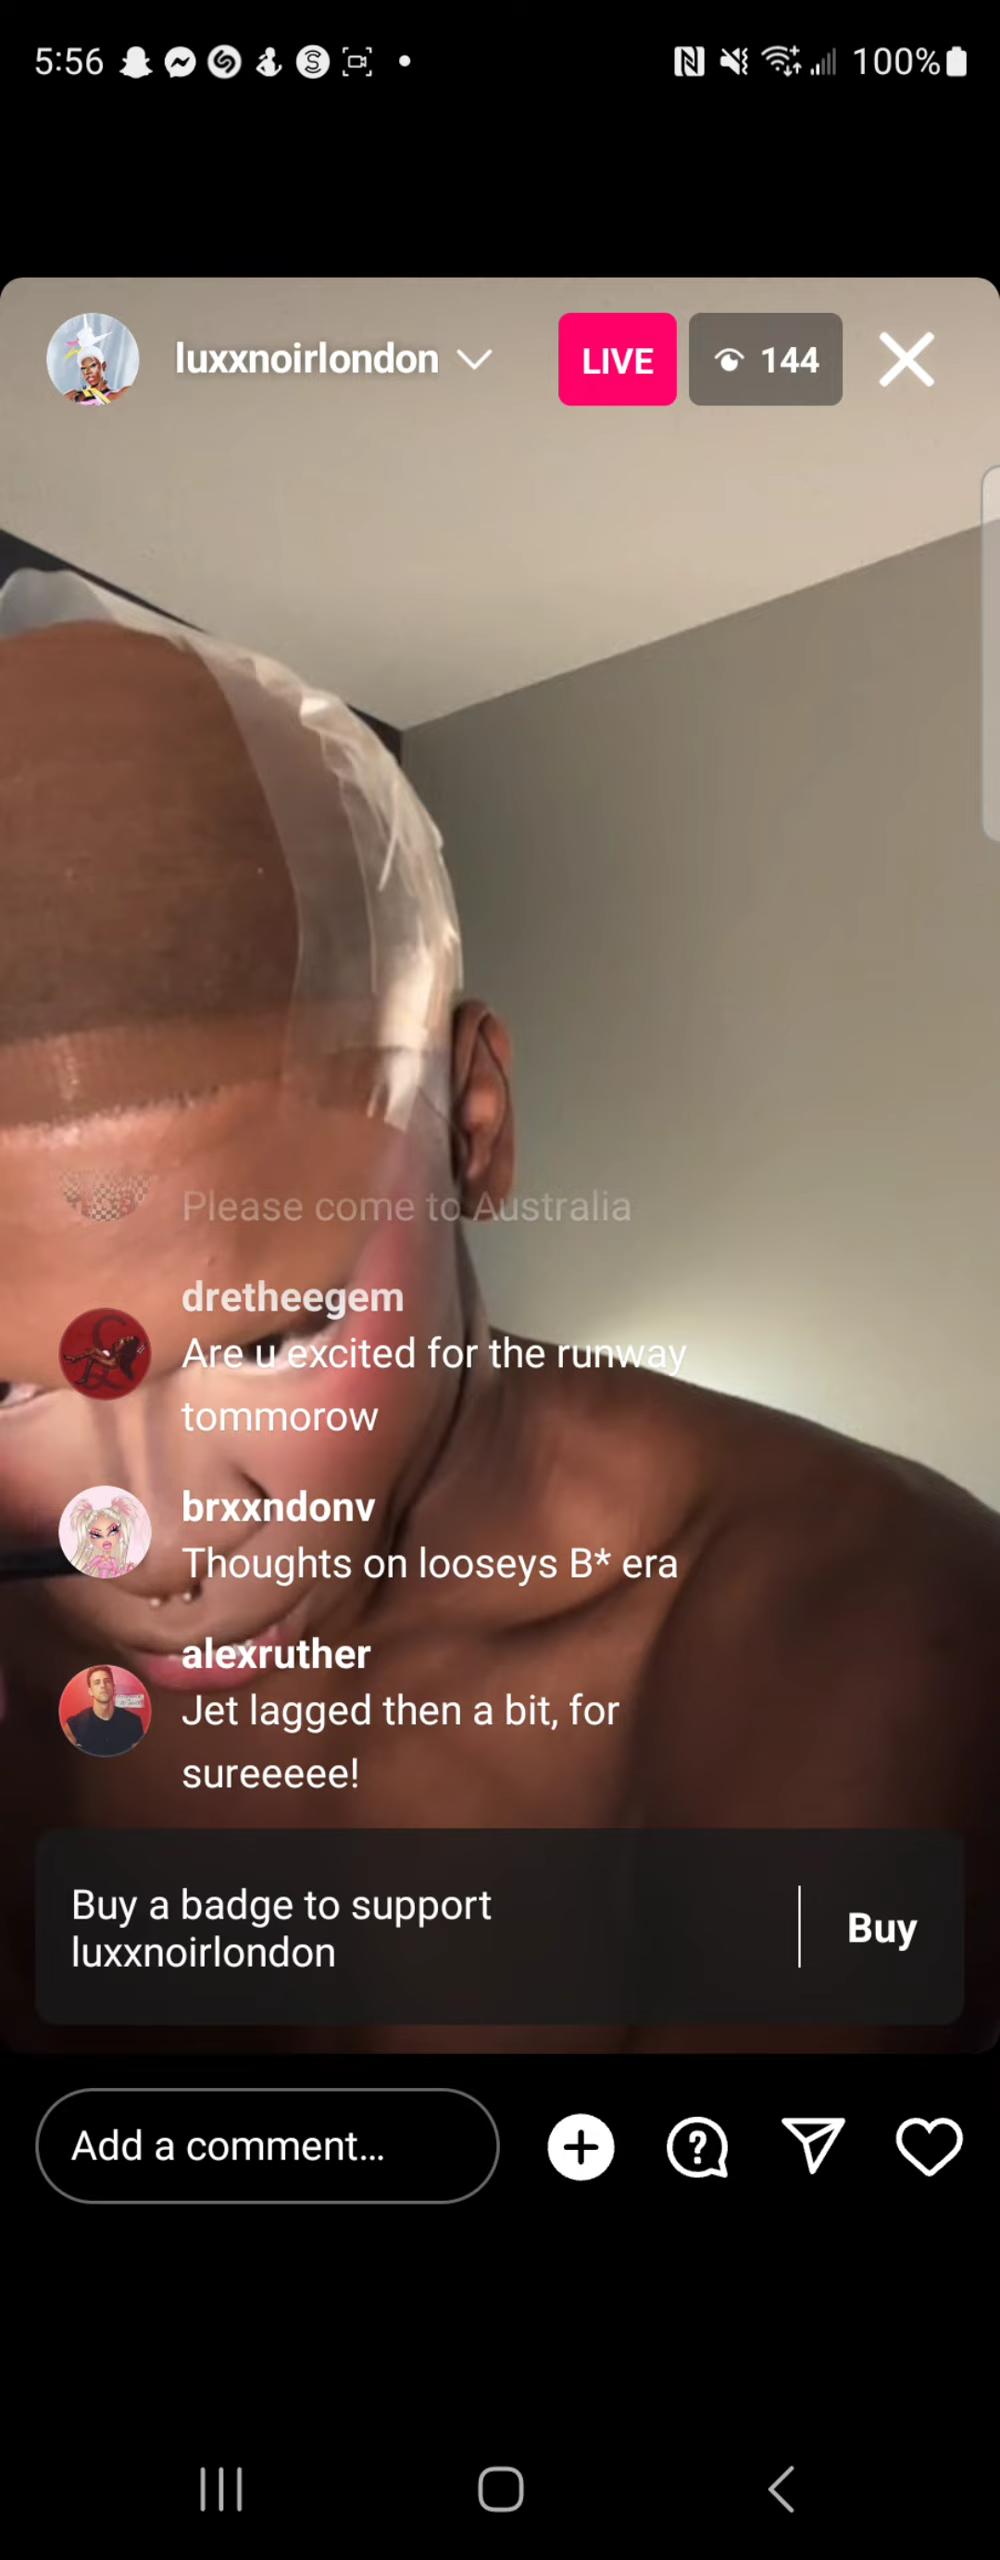 5:56
100%
luxxnoirlondon
LIVE
144
Please come to Australia
dretheegem
Are u excited for the runway
tommorow
brxxndonv
Thoughts on looseys B* era
alexruther
Jet lagged then a bit, for
sureeeee!
Buy a badge to support
luxxnoirlondon
Buy
Add a comment...